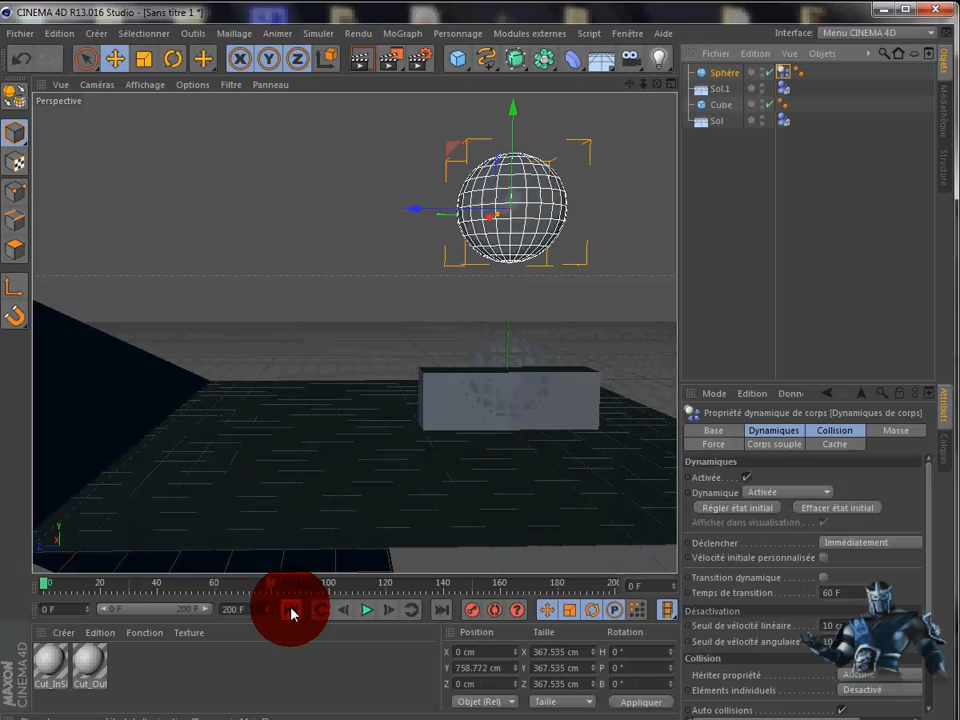 CINEMA 4D R13.016 Studio - [Sans titre 1 *]
Fichier Edition Créer Sélectionner Outils Maillage Animer Simuler Rendu MoGraph Personnage Modules externes Script Fenêtre Aide Interface: Menu CINEMA 4D
Vue Caméras Affichage Options Filtre Panneau
Perspective
Fichier Edition Vue Objets
Sphère
Sol.1
Cube
Sol
Objets
Médiathèque
Structure
Mode Edition Donn
Attributs
Calques
Propriété dynamique de corps [Dynamiques de corps]
Base Dynamiques Collision Masse
Force Corps souple Cache
Dynamiques
Activée
Dynamique Activée
Régler état initial Effacer état initial
Afficher dans visualisation
Déclencher Immédiatement
Vélocité initiale personnalisée
Transition dynamique
Temps de transition 60 F
Désactivation
Seuil de vélocité linéaire 10 c
Seuil de vélocité angulaire 10
Collision
Hériter propriété
Eléments individuels Désactivé
Auto collisions
Y
X
Z
0 20 40 60 80 100 120 140 160 180 200 0 F
0 F 0 F 200 F 200 F
Créer Edition Fonction Texture
Cut_InSi Cut_Out
Position Taille Rotation
X 0 cm X 367.535 cm H 0 °
Y 758.772 cm Y 367.535 cm P 0 °
Z 0 cm Z 367.535 cm B 0 °
Objet (Rel) Taille Appliquer
MAXON
CINEMA 4D